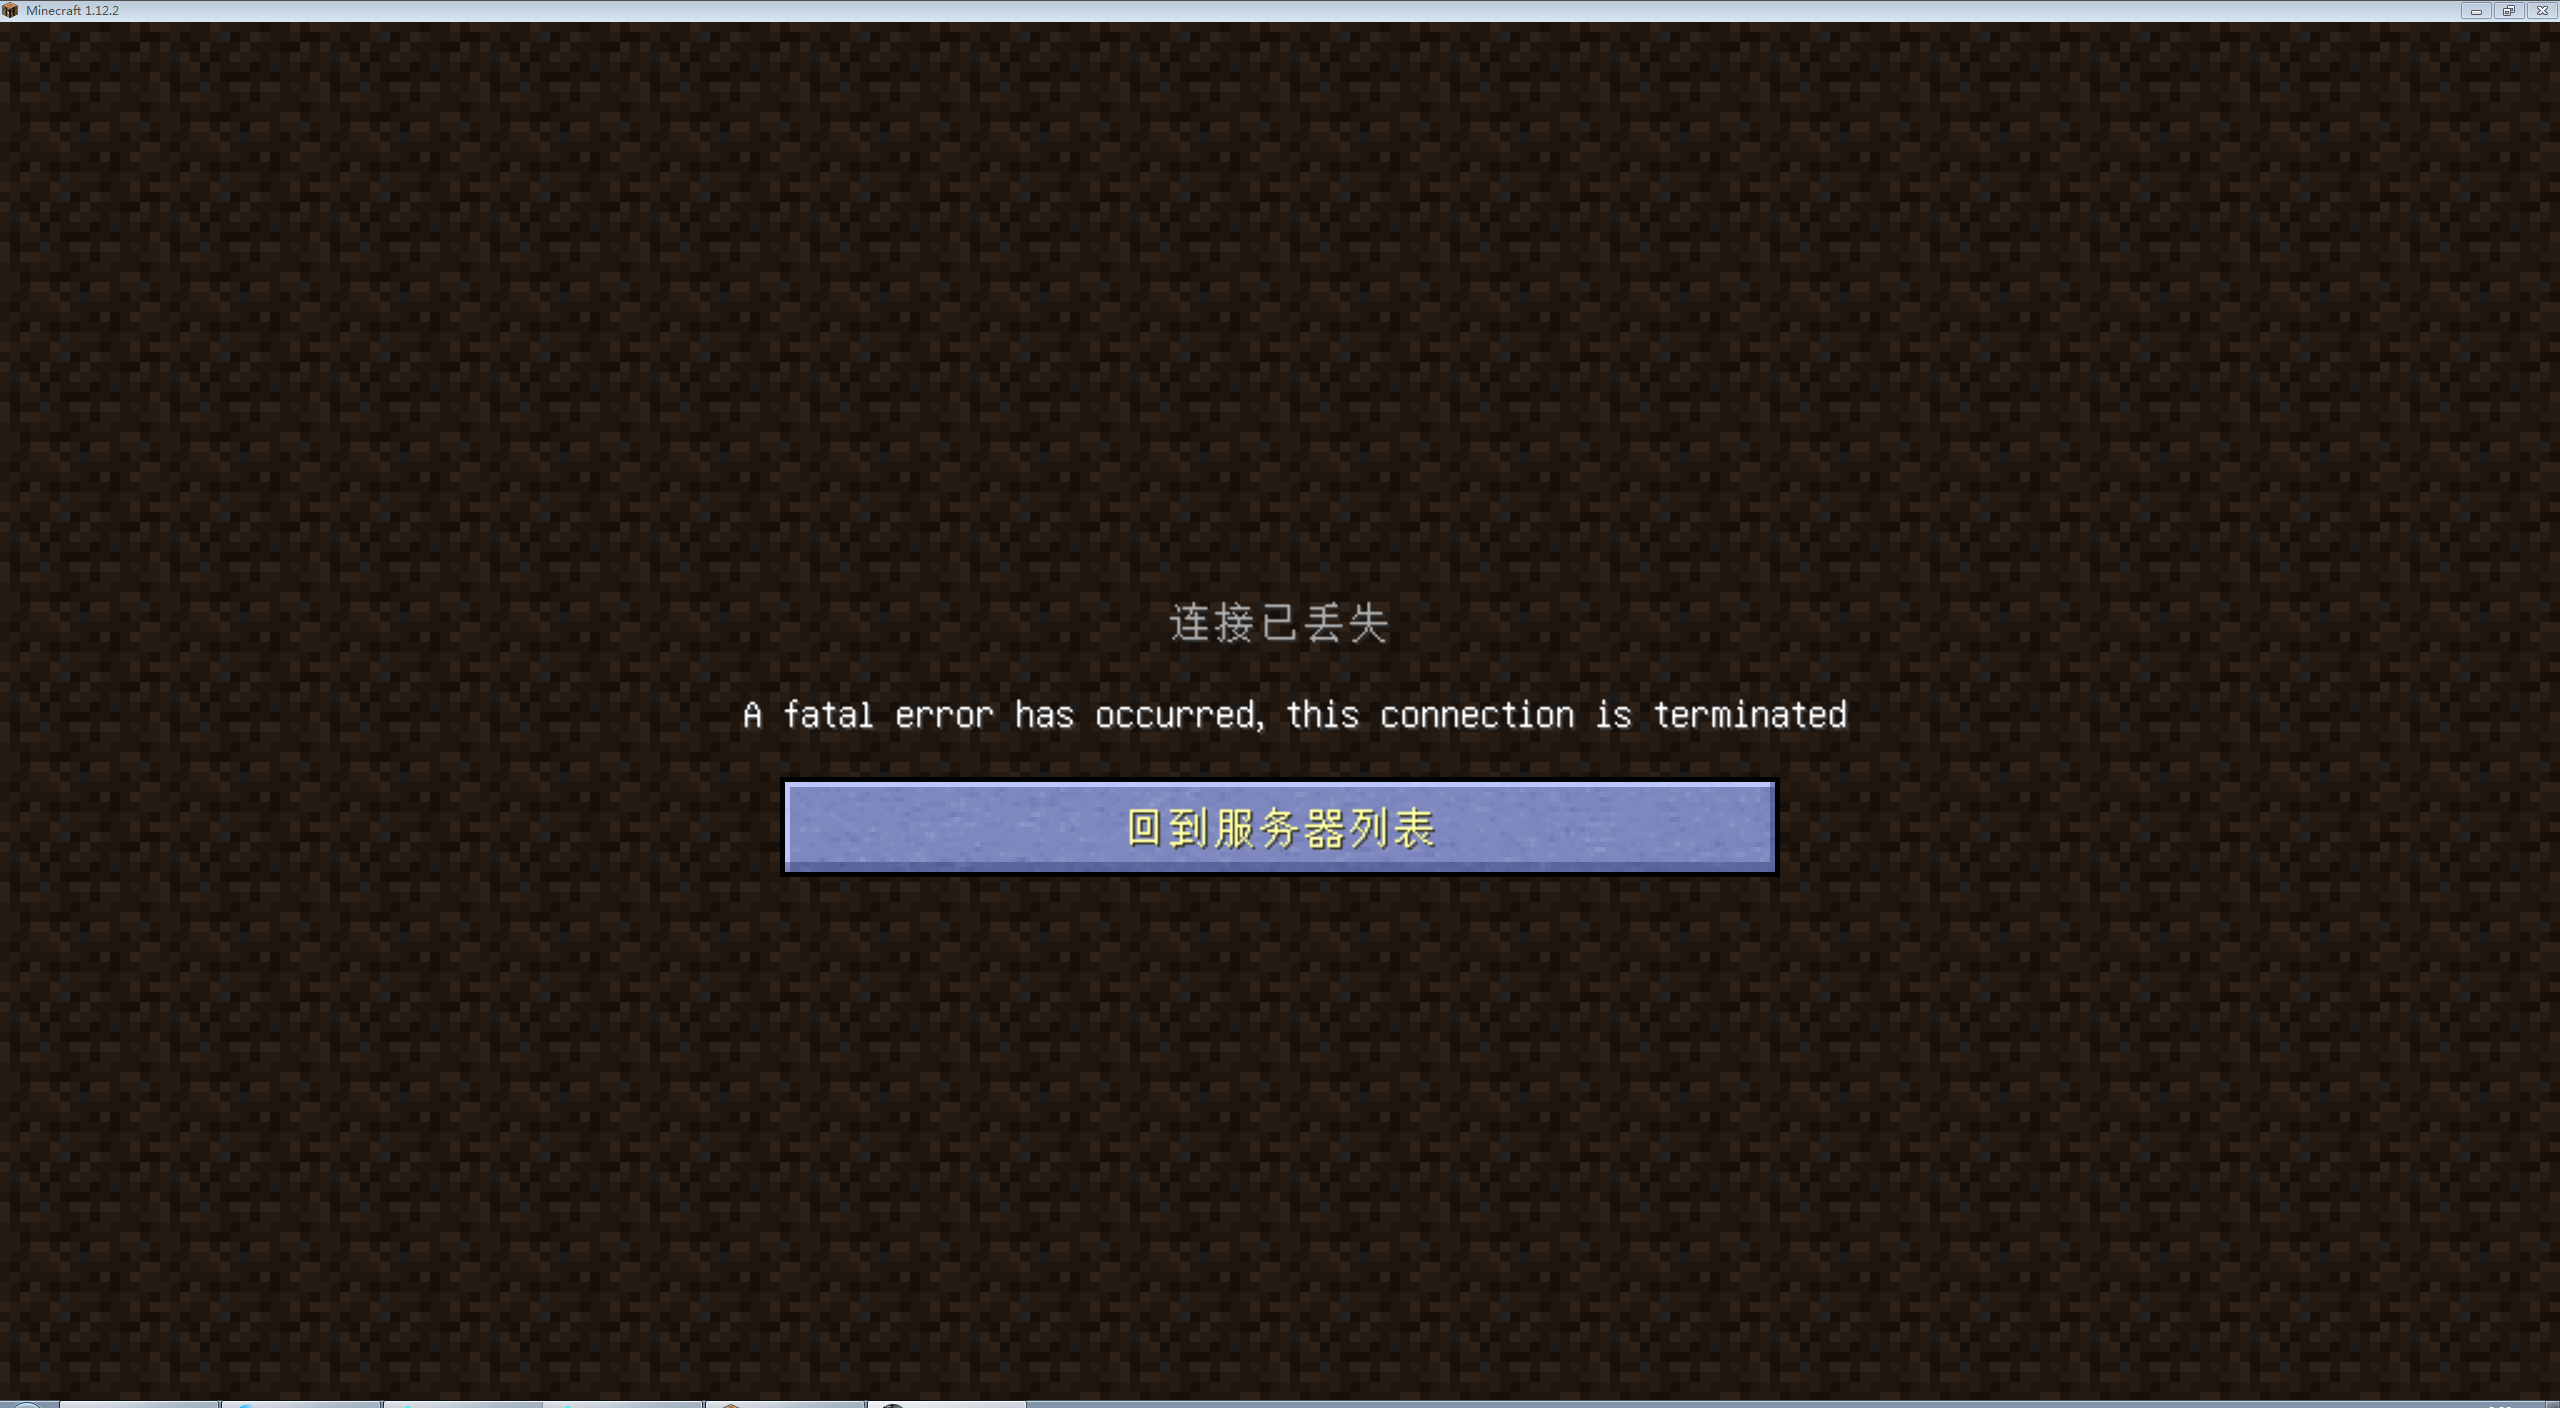 Minecraft 1.12.2
连接已丢失
A fatal error has occurred, this connection is terminated
回到服务器列表